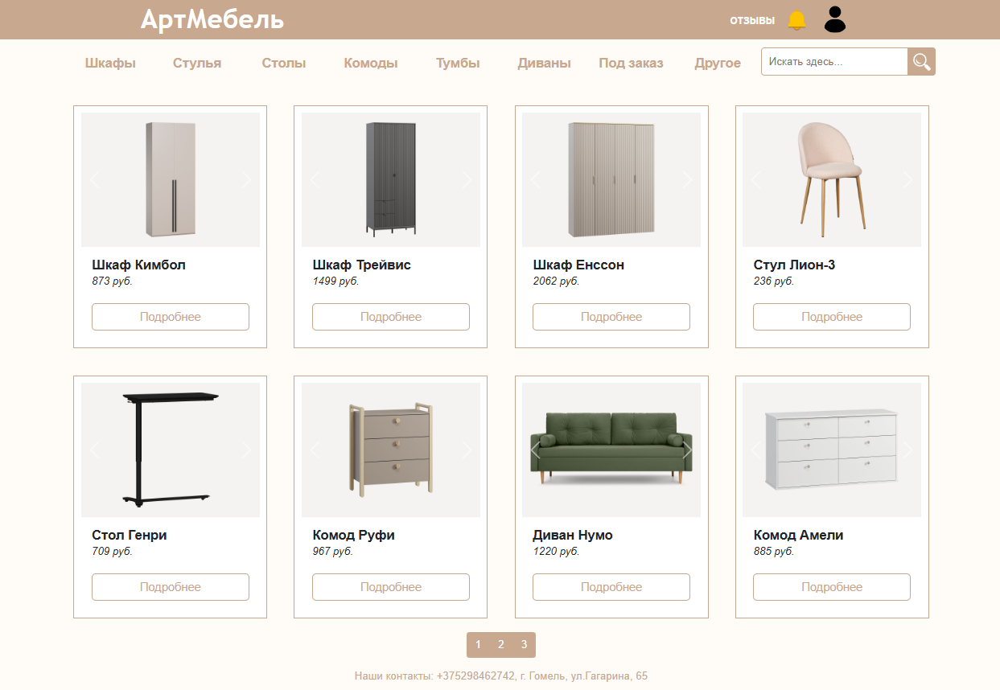 АртМебель
ОТЗЫВЫ
Шкафы Стулья Столы Комоды Тумбы Диваны Под заказ Другое Искать здесь...
Шкаф Кимбол Шкаф Трейвис Шкаф Енссон Стул Лион-3
873 руб. 1499 руб. 2062 руб. 236 руб.
Подробнее Подробнее Подробнее Подробнее
Стол Генри Комод Руфи Диван Нумо Комод Амели
709 руб. 967 руб. 1220 руб. 885 руб.
Подробнее Подробнее Подробнее Подробнее
1 2 3
Наши контакты: +375298462742, г. Гомель, ул.Гагарина, 65